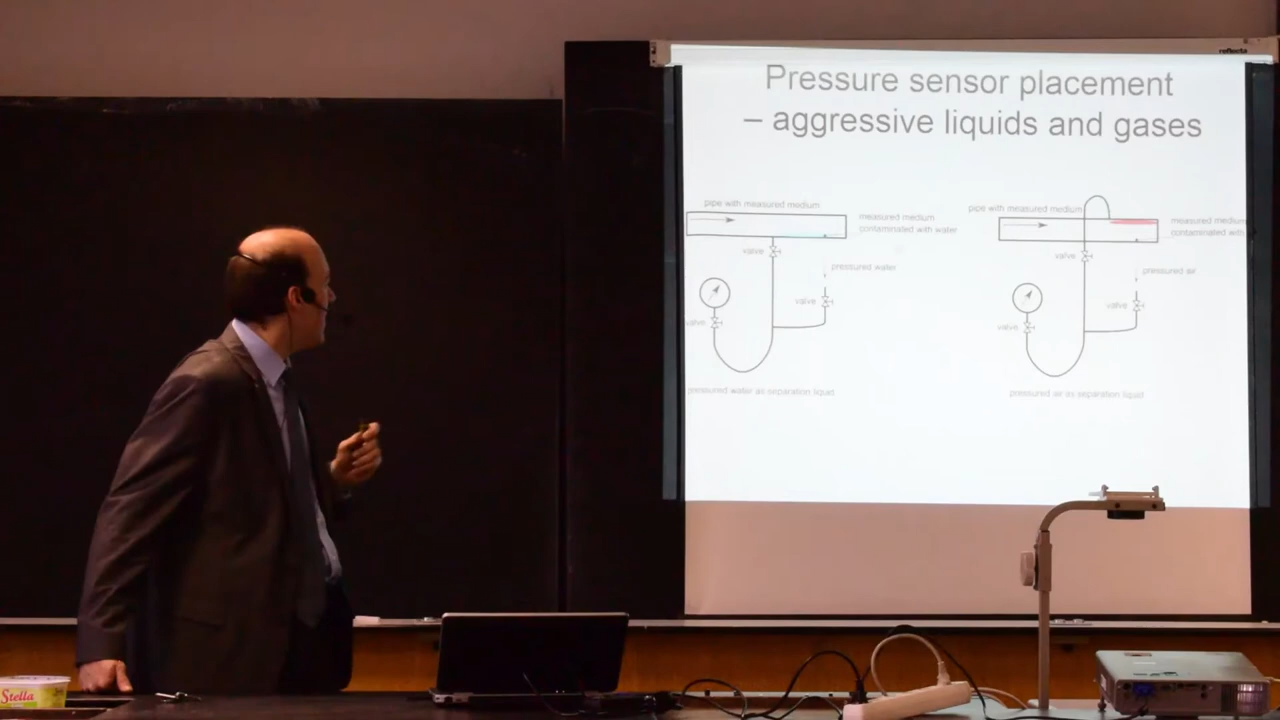 reflecta
Pressure sensor placement
– aggressive liquids and gases
pipe with measured medium
measured medium
contaminated with water
valve
pressured water
valve
valve
pressured water as separation liquid
pipe with measured medium
measured medium
contaminated with
valve
pressured air
valve
valve
pressured air as separation liquid
Stella